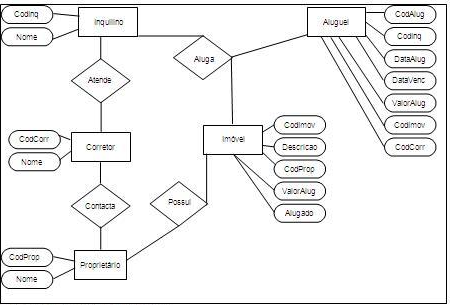 CodInq
Nome
Inquilino
Aluga
Aluguel
CodAlug
CodInq
DataAlug
DataVenc
ValorAlug
CodImov
CodCorr
Atende
CodCorr
Nome
Corretor
Imóvel
CodImov
Descricao
CodProp
ValorAlug
Alugado
Contacta
Possui
CodProp
Nome
Proprietário